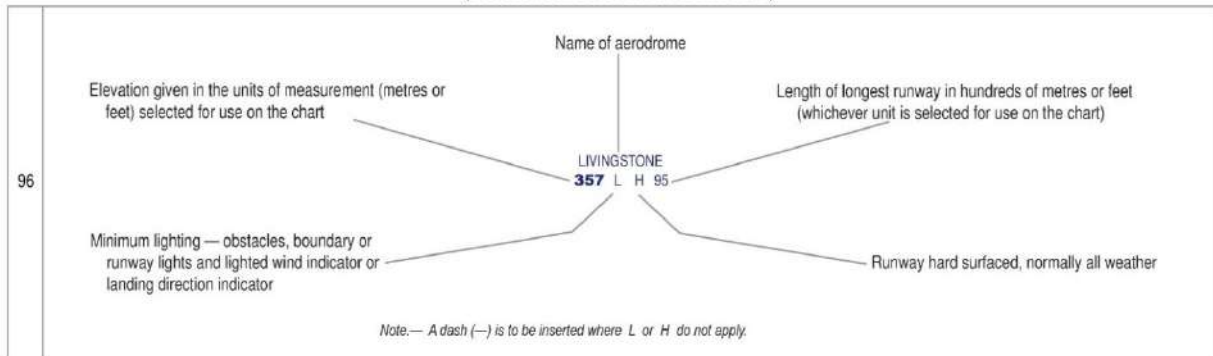 Name of aerodrome
Elevation given in the units of measurement (metres or
feet) selected for use on the chart
Length of longest runway in hundreds of metres or feet
(whichever unit is selected for use on the chart)
96
LIVINGSTONE
357 L H 95
Minimum lighting — obstacles, boundary or
runway lights and lighted wind indicator or
landing direction indicator
Runway hard surfaced, normally all weather
Note.— A dash (—) is to be inserted where L or H do not apply.